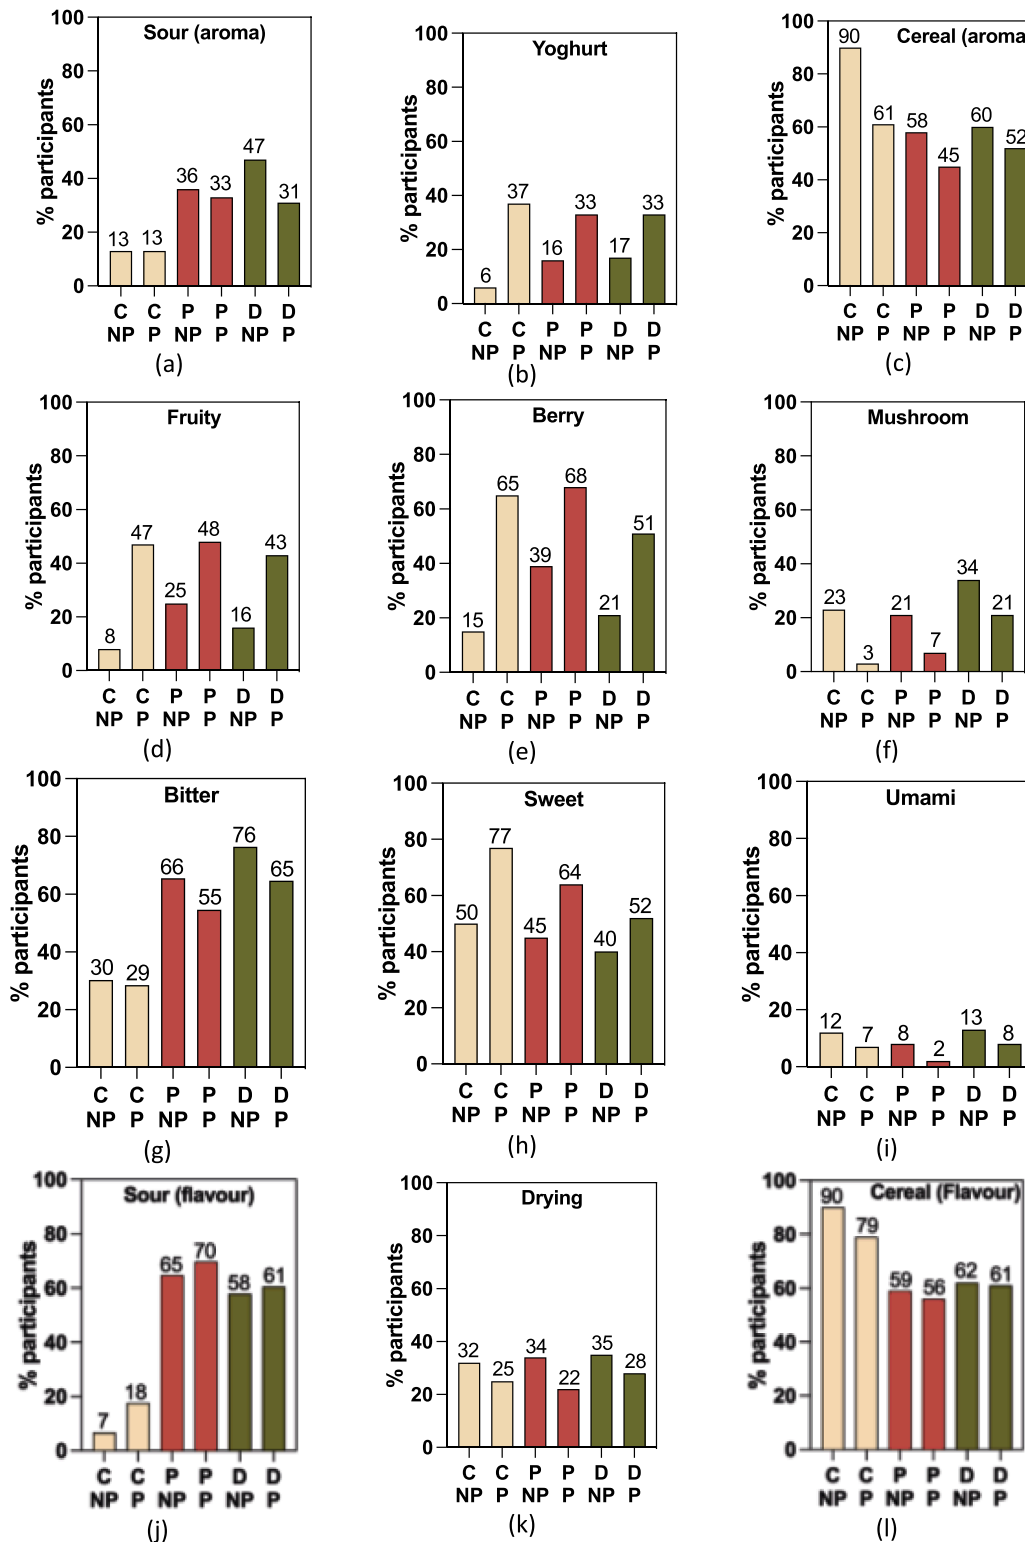 Sour (aroma)
% participants
100
80
60
40
20
0
13
13
36
33
47
31
C C P P D D
NP P NP P NP P
(a)
Yoghurt
% participants
100
80
60
40
20
0
6
37
16
33
17
33
C C P P D D
NP P NP P NP P
(b)
Cereal (aroma
% participants
100
80
60
40
20
0
90
61
58
45
60
52
C C P P D D
NP P NP P NP P
(c)
Fruity
% participants
100
80
60
40
20
0
8
47
25
48
16
43
C C P P D D
NP P NP P NP P
(d)
Berry
% participants
100
80
60
40
20
0
15
65
39
68
21
51
C C P P D D
NP P NP P NP P
(e)
Mushroom
% participants
100
80
60
40
20
0
23
3
21
7
34
21
C C P P D D
NP P NP P NP P
(f)
Bitter
% participants
100
80
60
40
20
0
30
29
66
55
76
65
C C P P D D
NP P NP P NP P
(g)
Sweet
% participants
100
80
60
40
20
0
50
77
45
64
40
52
C C P P D D
NP P NP P NP P
(h)
Umami
% participants
100
80
60
40
20
0
12
7
8
2
13
8
C C P P D D
NP P NP P NP P
(i)
Sour (flavour)
% participants
100
80
60
40
20
0
7
18
65
70
58
61
C C P P D D
NP P NP P NP P
(j)
Drying
% participants
100
80
60
40
20
0
32
25
34
22
35
28
C C P P D D
NP P NP P NP P
(k)
Cereal (Flavour)
% participants
100
80
60
40
20
0
90
79
59
56
62
61
C C P P D D
NP P NP P NP P
(l)